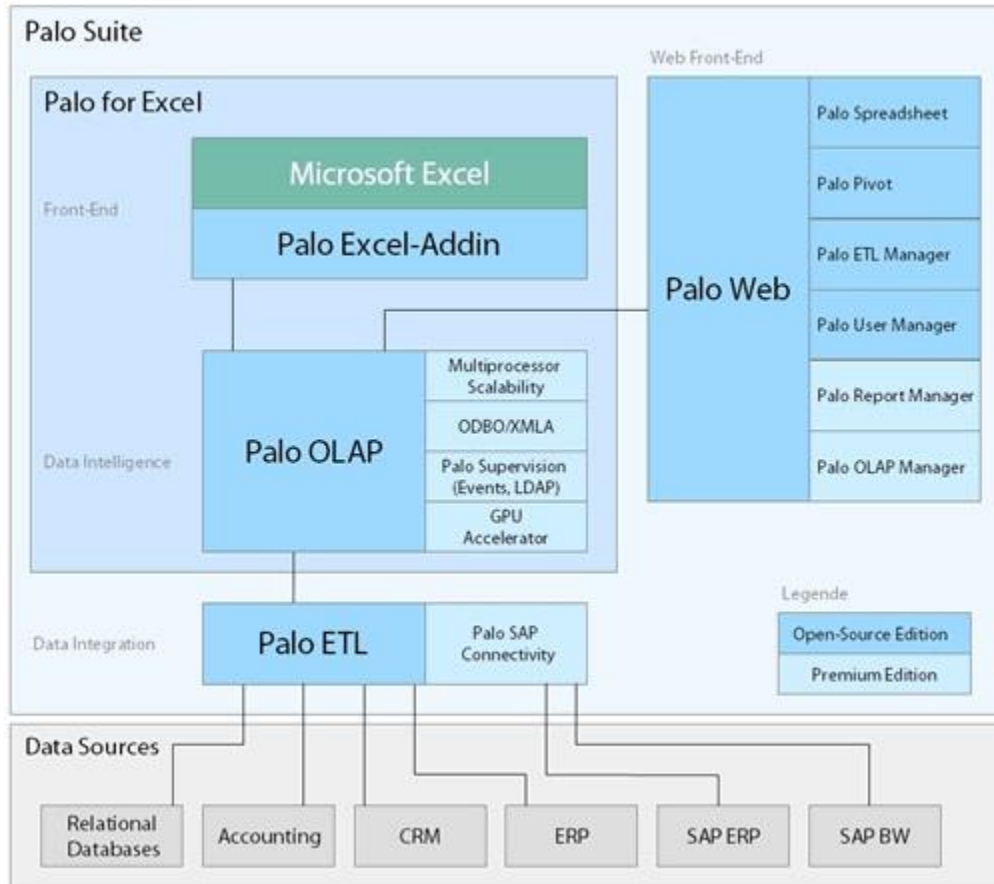 Palo Suite
Web Front-End
Palo for Excel
Front-End
Microsoft Excel
Palo Excel-Addin
Palo Web
Palo Spreadsheet
Palo Pivot
Palo ETL Manager
Palo User Manager
Palo Report Manager
Palo OLAP Manager
Data Intelligence
Palo OLAP
Multiprocessor
Scalability
ODBO/XMLA
Palo Supervision
(Events, LDAP)
GPU
Accelerator
Data Integration
Palo ETL
Palo SAP
Connectivity
Legende
Open-Source Edition
Premium Edition
Data Sources
Relational
Databases
Accounting
CRM
ERP
SAP ERP
SAP BW